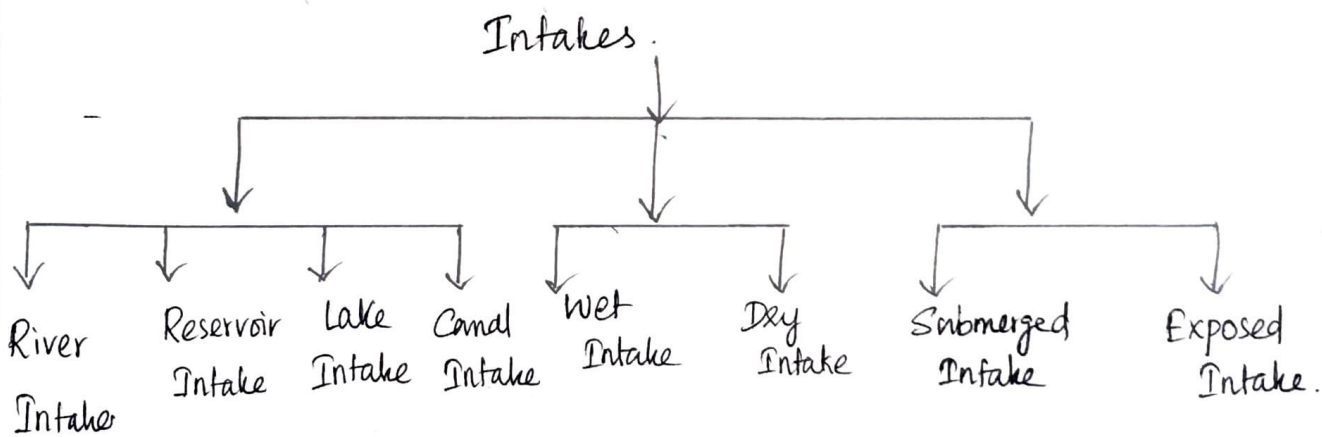 Intakes.
River
Intake
Reservoir
Intake
Lake
Intake
Canal
Intake
Wet
Intake
Dry
Intake
Submerged
Intake
Exposed
Intake.